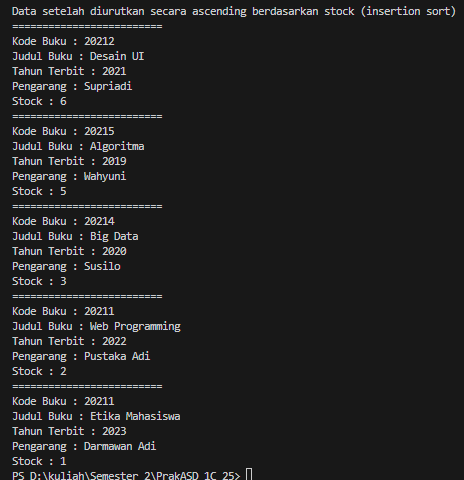 Data setelah diurutkan secara ascending berdasarkan stock (insertion sort)
=========================
Kode Buku : 20212
Judul Buku : Desain UI
Tahun Terbit : 2021
Pengarang : Supriadi
Stock : 6
=========================
Kode Buku : 20215
Judul Buku : Algoritma
Tahun Terbit : 2019
Pengarang : Wahyuni
Stock : 5
=========================
Kode Buku : 20214
Judul Buku : Big Data
Tahun Terbit : 2020
Pengarang : Susilo
Stock : 3
=========================
Kode Buku : 20211
Judul Buku : Web Programming
Tahun Terbit : 2022
Pengarang : Pustaka Adi
Stock : 2
=========================
Kode Buku : 20211
Judul Buku : Etika Mahasiswa
Tahun Terbit : 2023
Pengarang : Darmawan Adi
Stock : 1
PS D:\kuliah\Semester 2\PrakASD_1C_25>